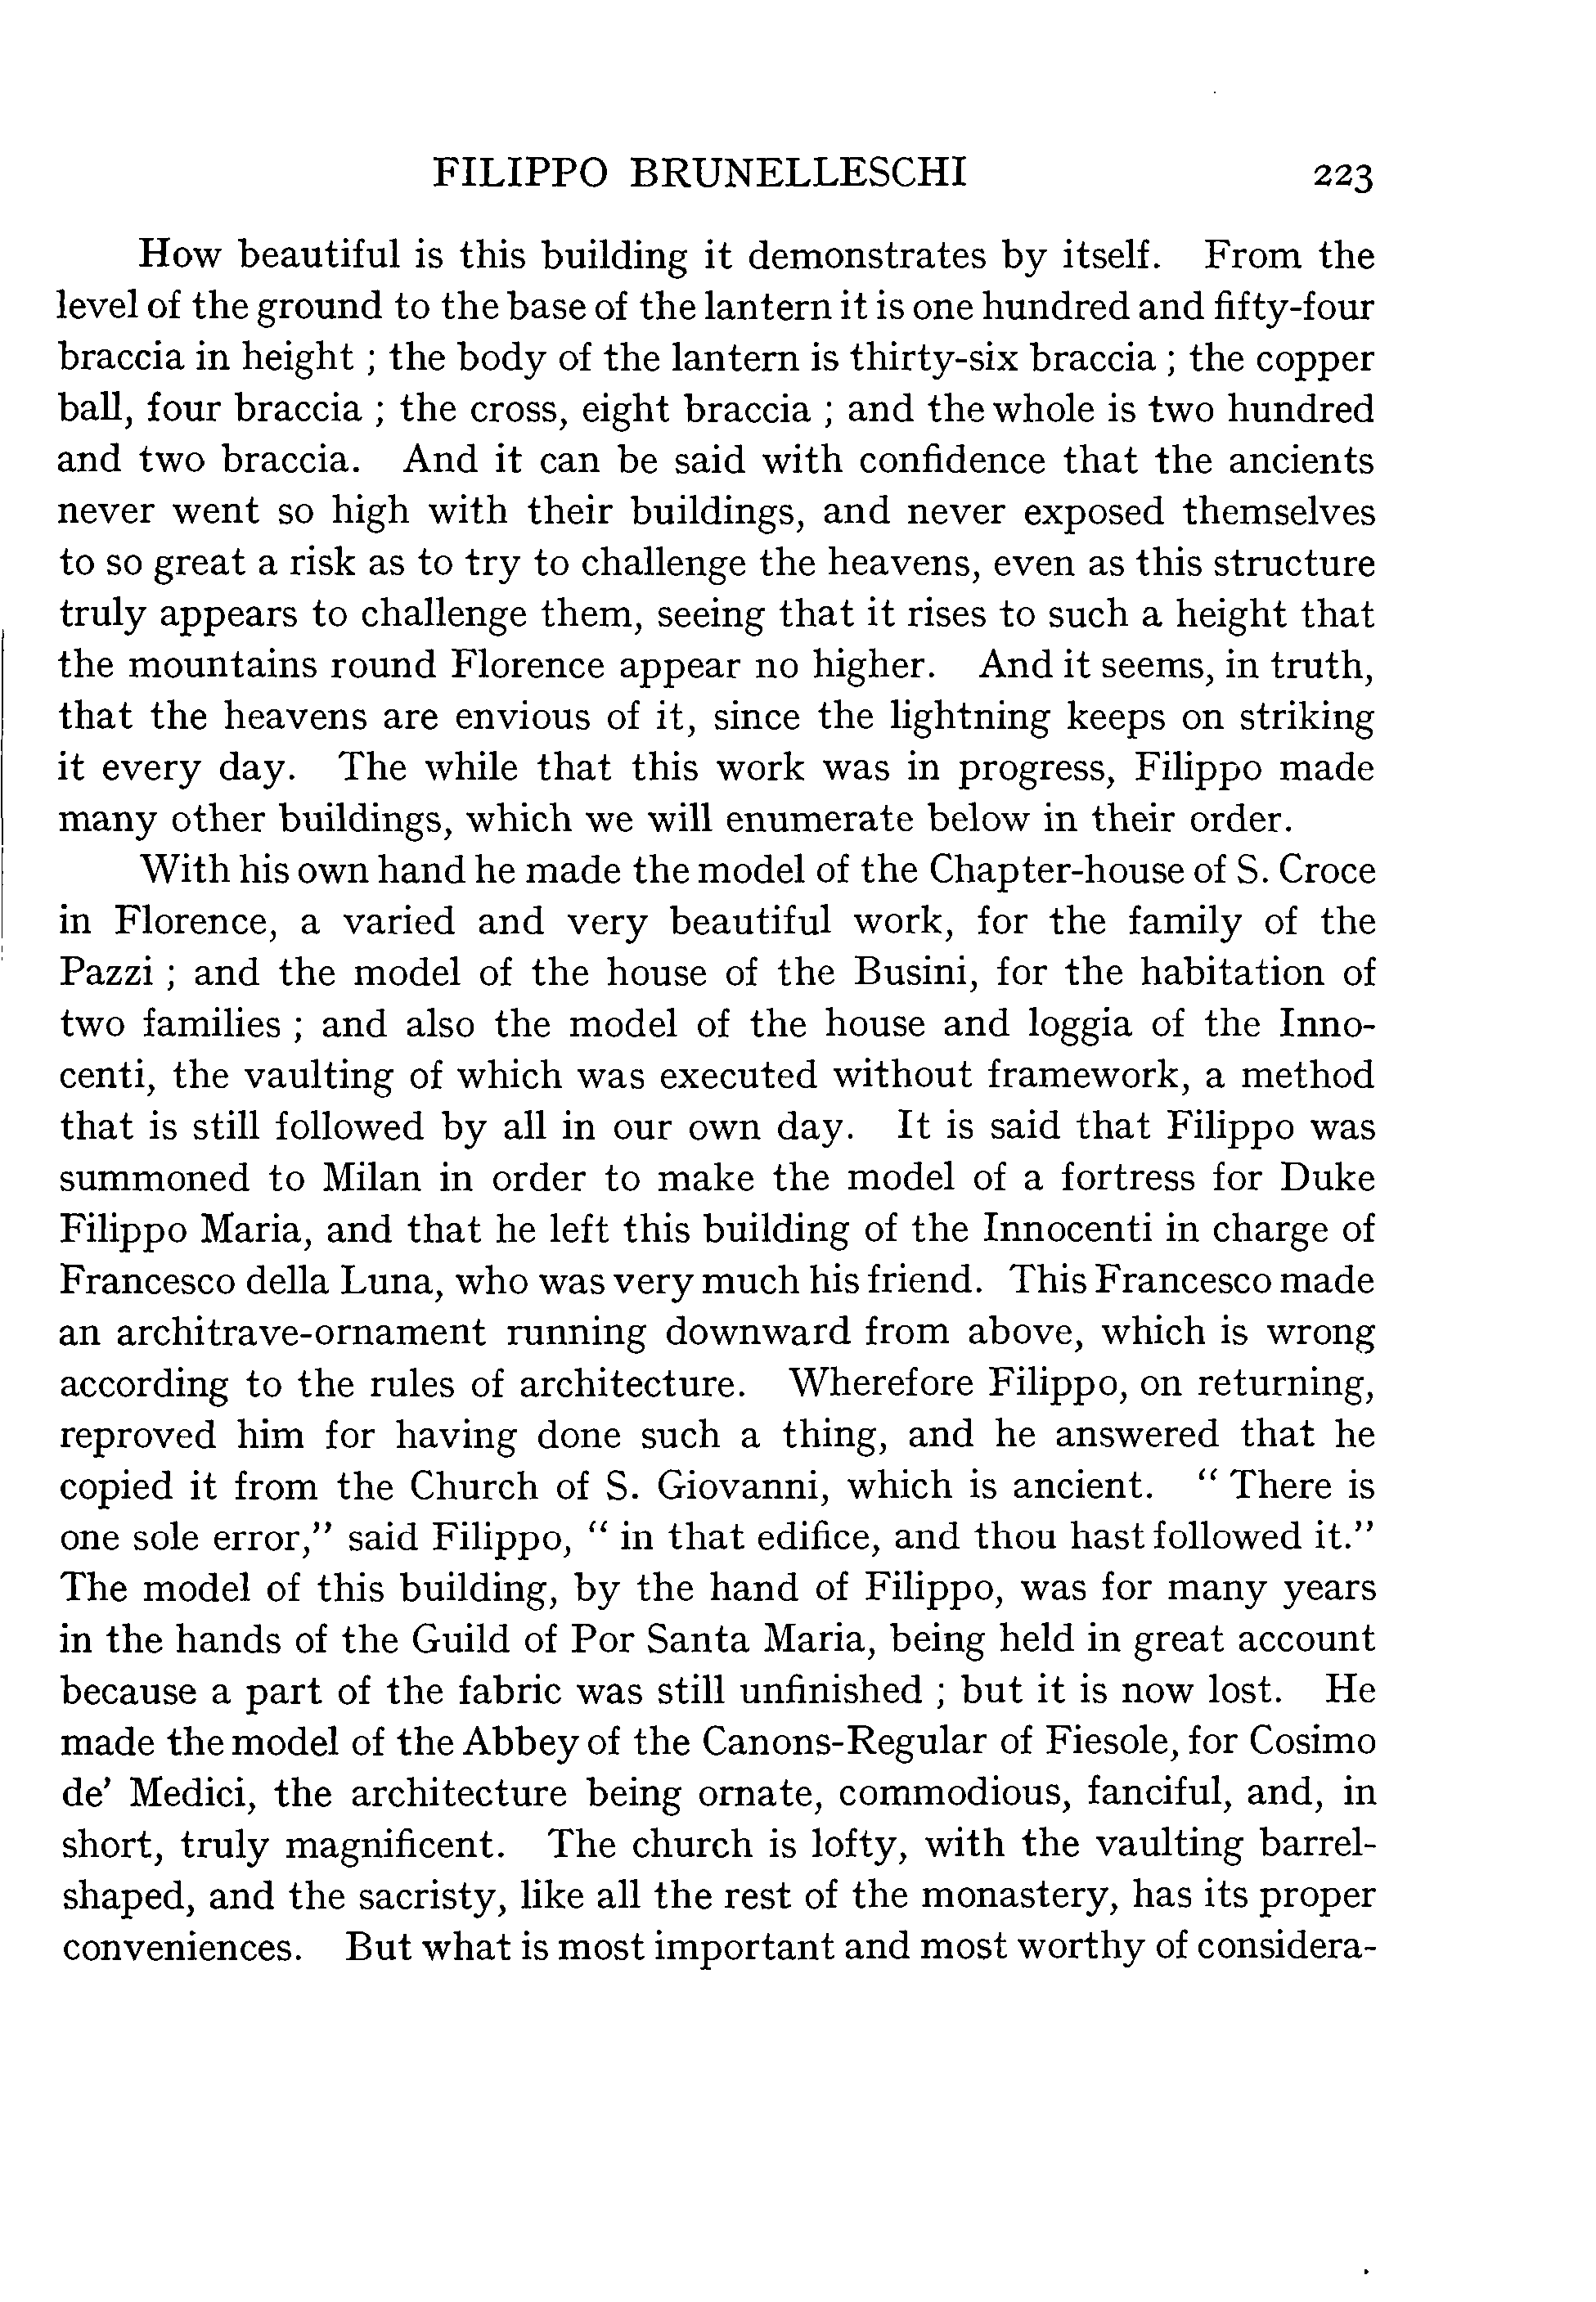 FILIPPO BRUNELLESCHI 223
How beautiful is this building it demonstrates by itself. From the
level of the ground to the base of the lantern it is one hundred and fifty-four
braccia in height ; the body of the lantern is thirty-six braccia ; the copper
ball, four braccia ; the cross, eight braccia ; and the whole is two hundred
and two braccia. And it can be said with confidence that the ancients
never went so high with their buildings, and never exposed themselves
to so great a risk as to try to challenge the heavens, even as this structure
truly appears to challenge them, seeing that it rises to such a height that
the mountains round Florence appear no higher. And it seems, in truth,
that the heavens are envious of it, since the lightning keeps on striking
it every day. The while that this work was in progress, Filippo made
many other buildings, which we will enumerate below in their order.
With his own hand he made the model of the Chapter-house of S. Croce
in Florence, a varied and very beautiful work, for the family of the
Pazzi ; and the model of the house of the Busini, for the habitation of
two families ; and also the model of the house and loggia of the Inno-
centi, the vaulting of which was executed without framework, a method
that is still followed by all in our own day. It is said that Filippo was
summoned to Milan in order to make the model of a fortress for Duke
Filippo Maria, and that he left this building of the Innocenti in charge of
Francesco della Luna, who was very much his friend. This Francesco made
an architrave-ornament running downward from above, which is wrong
according to the rules of architecture. Wherefore Filippo, on returning,
reproved him for having done such a thing, and he answered that he
copied it from the Church of S. Giovanni, which is ancient. “ There is
one sole error,” said Filippo, “ in that edifice, and thou hast followed it.”
The model of this building, by the hand of Filippo, was for many years
in the hands of the Guild of Por Santa Maria, being held in great account
because a part of the fabric was still unfinished ; but it is now lost. He
made the model of the Abbey of the Canons-Regular of Fiesole, for Cosimo
de’ Medici, the architecture being ornate, commodious, fanciful, and, in
short, truly magnificent. The church is lofty, with the vaulting barrel-
shaped, and the sacristy, like all the rest of the monastery, has its proper
conveniences. But what is most important and most worthy of considera-